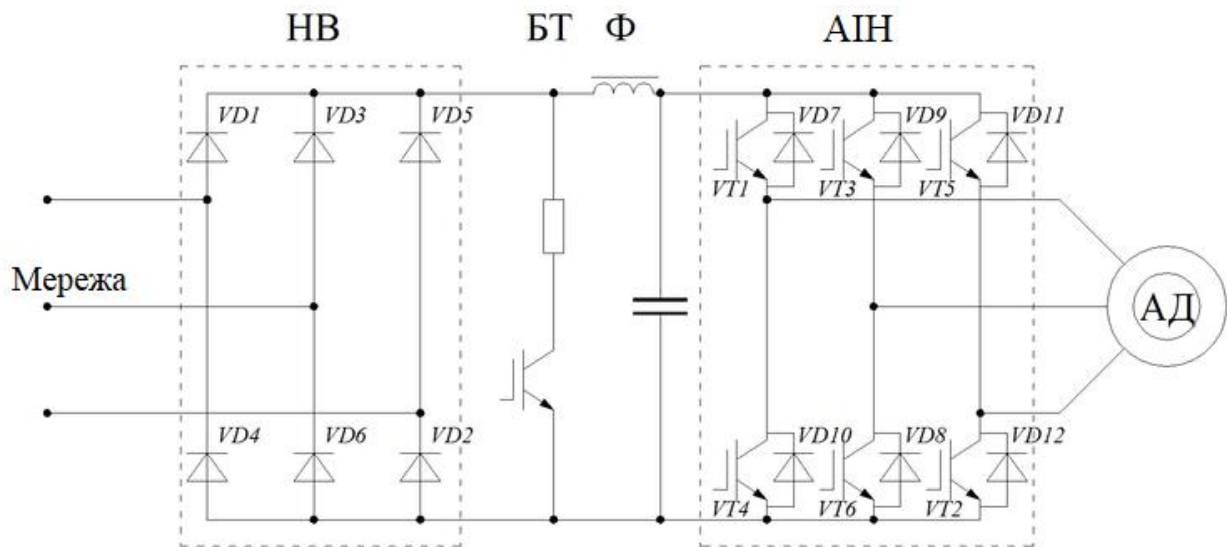 НВ БТ Ф АІН
VD1 VD3 VD5 VD7 VD9 VD11
VT1 VT3 VT5
Мережа
АД
VD4 VD6 VD2 VD10 VD8 VD12
VT4 VT6 VT2